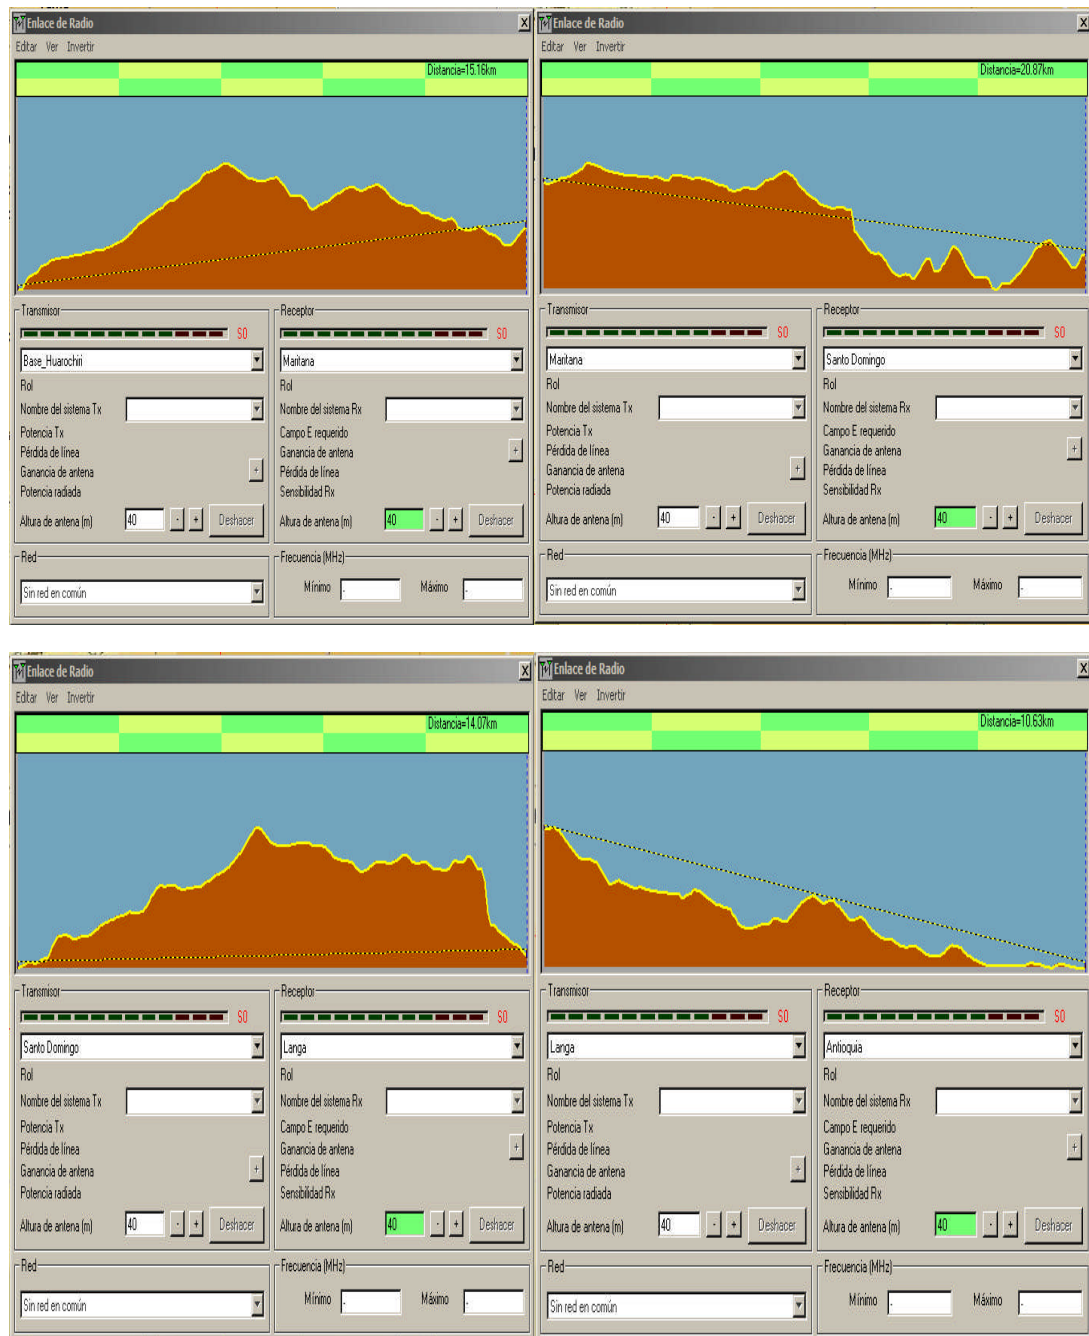 Enlace de Radio
Editar Ver Invertir
Distancia=15.16km
Transmisor
S0
Base_Huarochiri
Rol
Nombre del sistema Tx
Potencia Tx
Pérdida de línea
Ganancia de antena
Potencia radiada
Altura de antena (m) 40 - + Deshacer
Red
Sin red en común
Receptor
S0
Maritana
Rol
Nombre del sistema Rx
Campo E requerido
Ganancia de antena
Pérdida de línea
Sensibilidad Rx
Altura de antena (m) 40 - + Deshacer
Frecuencia (MHz)
Mínimo - Máximo -
Enlace de Radio
Editar Ver Invertir
Distancia=20.87km
Transmisor
S0
Maritana
Rol
Nombre del sistema Tx
Potencia Tx
Pérdida de línea
Ganancia de antena
Potencia radiada
Altura de antena (m) 40 - + Deshacer
Red
Sin red en común
Receptor
S0
Santo Domingo
Rol
Nombre del sistema Rx
Campo E requerido
Ganancia de antena
Pérdida de línea
Sensibilidad Rx
Altura de antena (m) 40 - + Deshacer
Frecuencia (MHz)
Mínimo - Máximo -
Enlace de Radio
Editar Ver Invertir
Distancia=14.07km
Transmisor
S0
Santo Domingo
Rol
Nombre del sistema Tx
Potencia Tx
Pérdida de línea
Ganancia de antena
Potencia radiada
Altura de antena (m) 40 - + Deshacer
Red
Sin red en común
Receptor
S0
Langa
Rol
Nombre del sistema Rx
Campo E requerido
Ganancia de antena
Pérdida de línea
Sensibilidad Rx
Altura de antena (m) 40 - + Deshacer
Frecuencia (MHz)
Mínimo - Máximo -
Enlace de Radio
Editar Ver Invertir
Distancia=10.63km
Transmisor
S0
Langa
Rol
Nombre del sistema Tx
Potencia Tx
Pérdida de línea
Ganancia de antena
Potencia radiada
Altura de antena (m) 40 - + Deshacer
Red
Sin red en común
Receptor
S0
Antioquia
Rol
Nombre del sistema Rx
Campo E requerido
Ganancia de antena
Pérdida de línea
Sensibilidad Rx
Altura de antena (m) 40 - + Deshacer
Frecuencia (MHz)
Mínimo - Máximo -